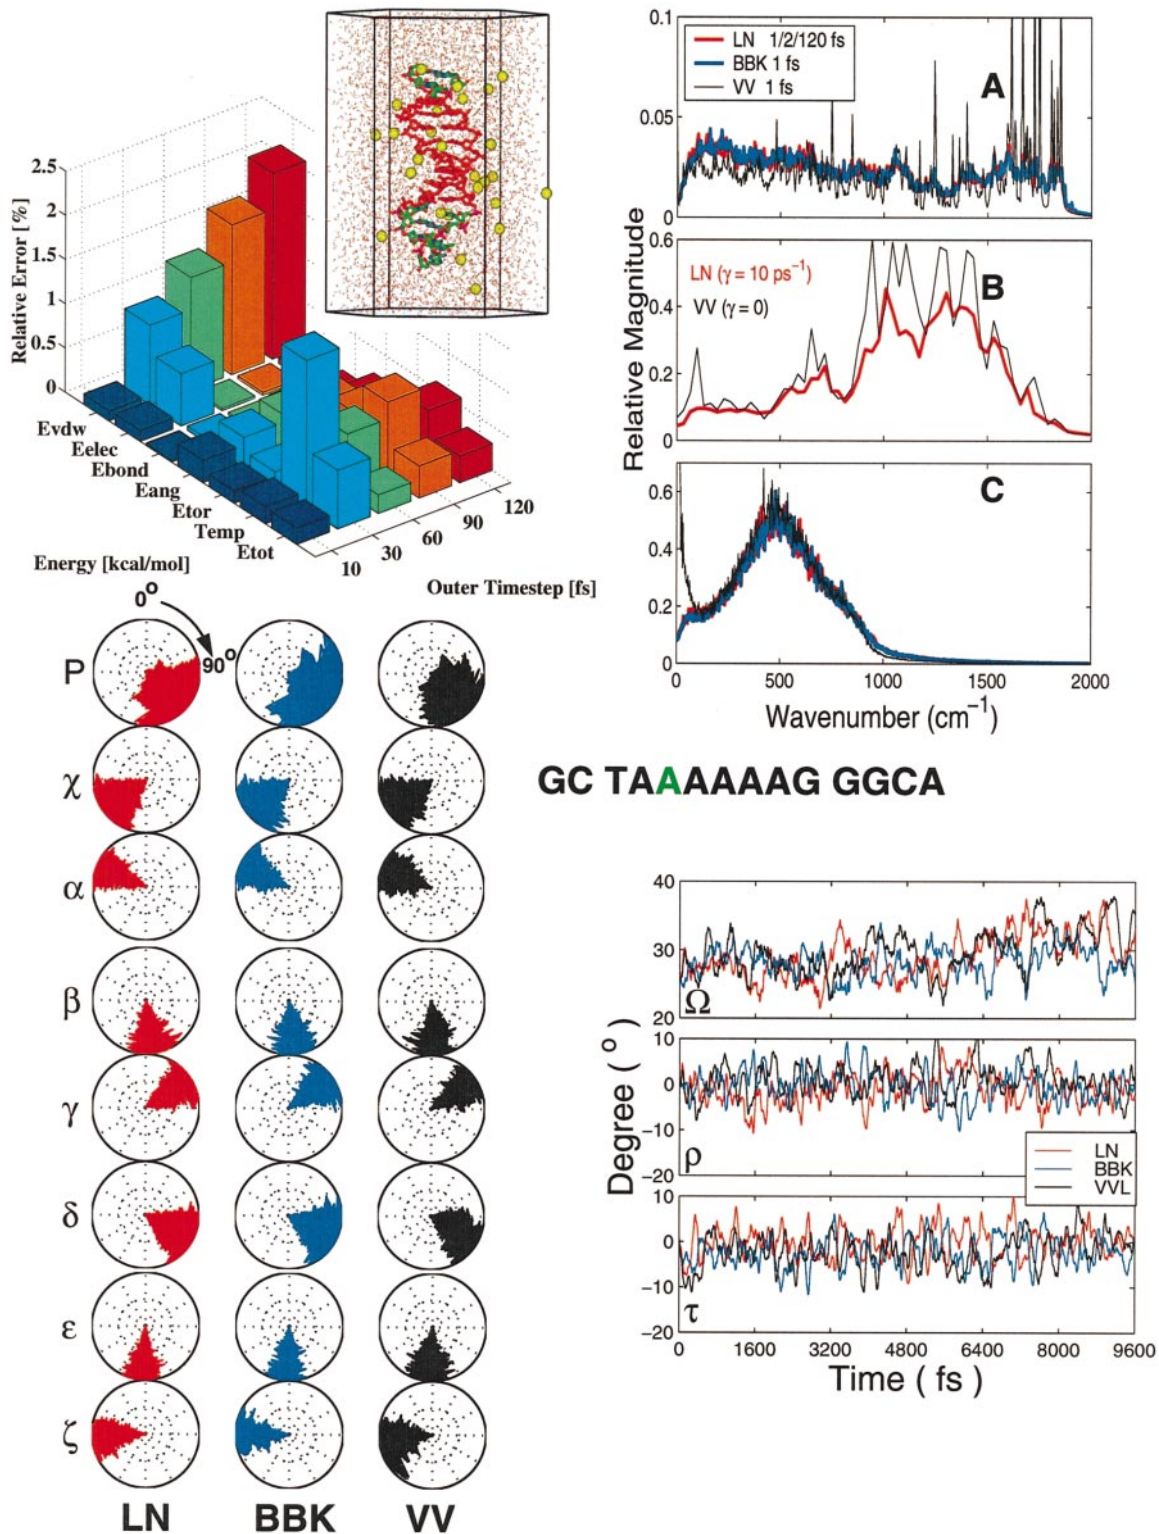 2.5
2
1.5
1
0.5
0
Relative Error [%]
Evdw
Eelec
Ebond
Eang
Etor
Temp
Etot
Energy [kcal/mol]
10
30
60
90
120
Outer Timestep [fs]
0.1
0.05
0
LN 1/2/120 fs
BBK 1 fs
VV 1 fs
A
0.6
0.4
0.2
0
LN (γ = 10 ps⁻¹)
VV (γ = 0)
B
Relative Magnitude
0.6
0.4
0.2
0
C
0
500
1000
1500
2000
Wavenumber (cm⁻¹)
0°
90°
P
χ
α
β
γ
δ
ε
ζ
LN
BBK
VV
GC TAAAAAAG GGCA
40
30
20
Ω
10
0
−10
−20
ρ
LN
BBK
VVL
10
0
−10
−20
τ
Degree ( ° )
0
1600
3200
4800
6400
8000
9600
Time ( fs )